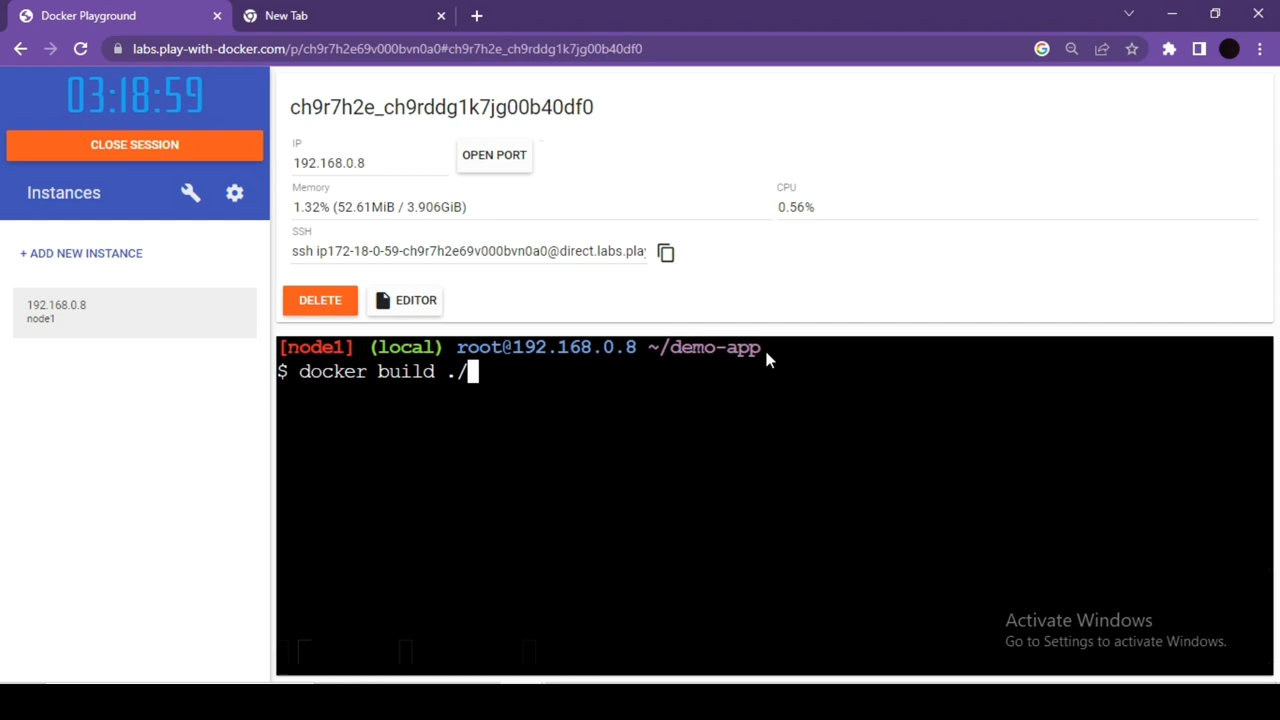 Docker Playground
New Tab
labs.play-with-docker.com/p/ch9r7h2e69v000bvn0a0#ch9r7h2e_ch9rddg1k7jg00b40df0
03:18:59
CLOSE SESSION
Instances
+ ADD NEW INSTANCE
192.168.0.8
node1
ch9r7h2e_ch9rddg1k7jg00b40df0
IP
192.168.0.8
OPEN PORT
Memory
1.32% (52.61MiB / 3.906GiB)
CPU
0.56%
SSH
ssh ip172-18-0-59-ch9r7h2e69v000bvn0a0@direct.labs.pla
DELETE
EDITOR
[node1] (local) root@192.168.0.8 ~/demo-app
$ docker build ./
Activate Windows
Go to Settings to activate Windows.